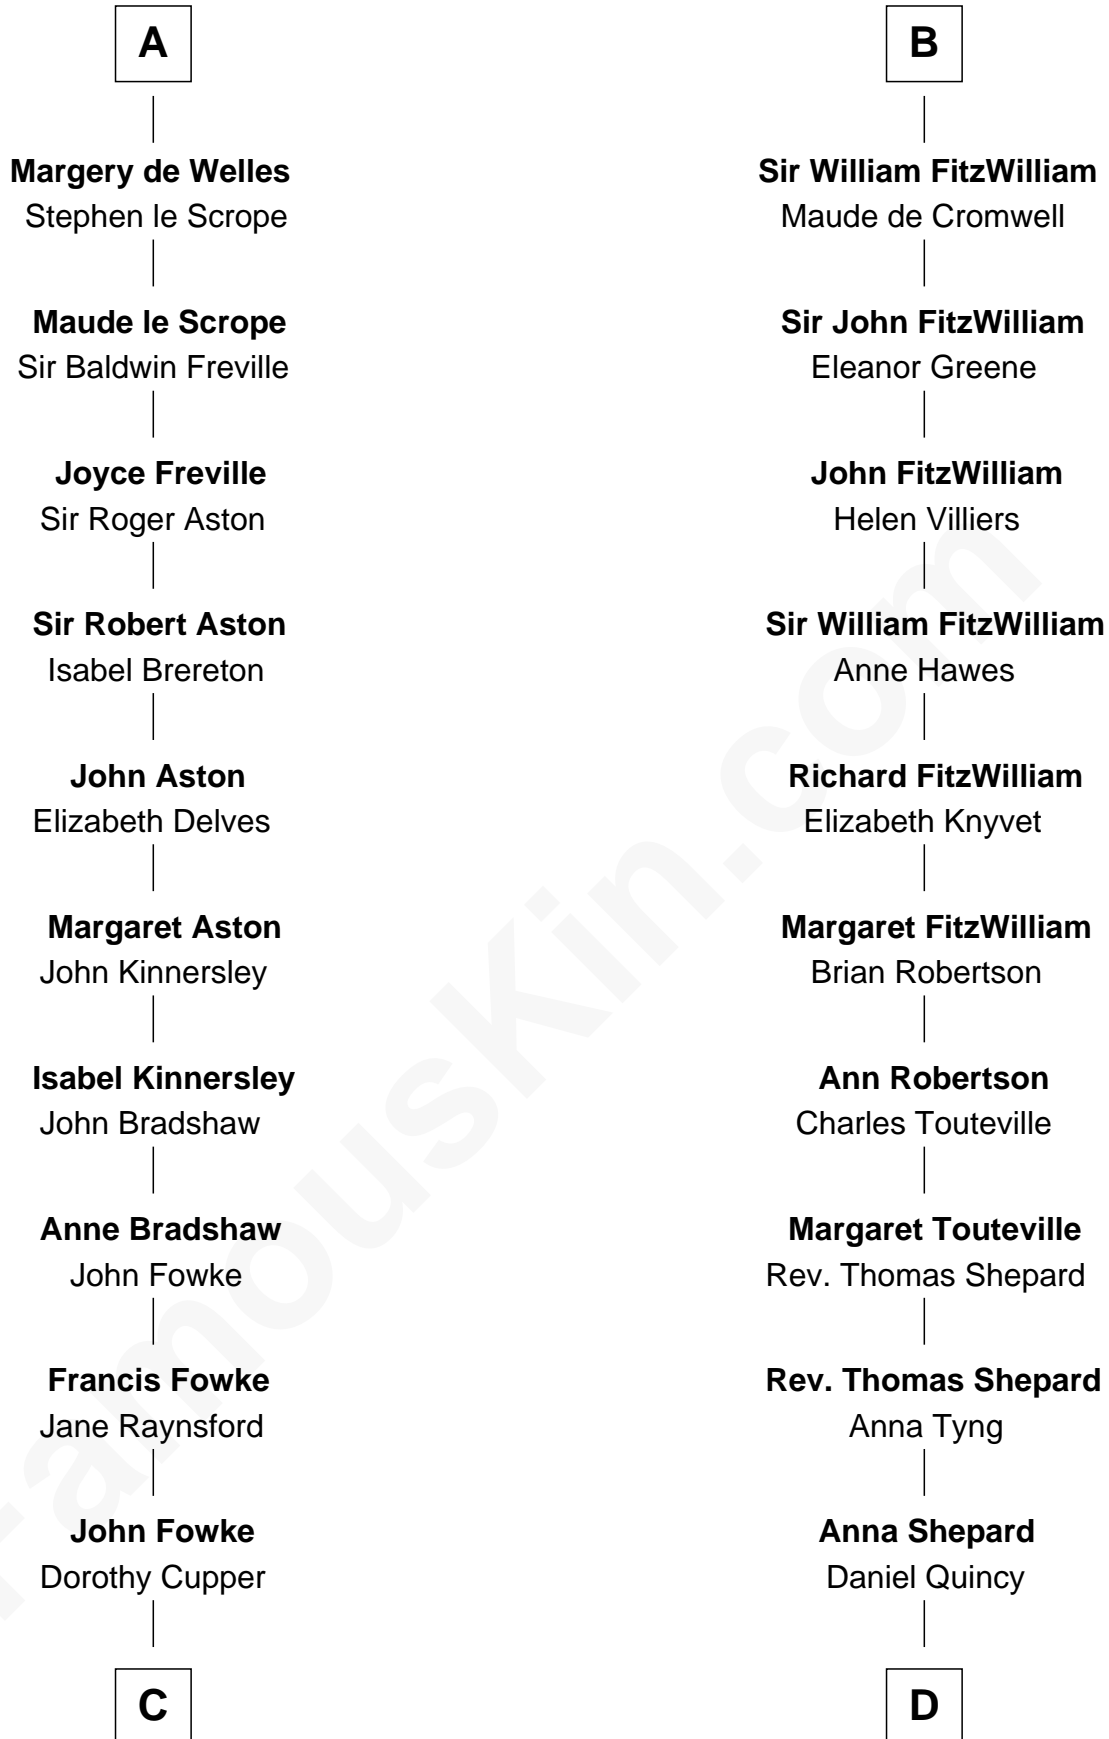 A
Margery de Welles
Stephen le Scrope
Maude le Scrope
Sir Baldwin Freville
Joyce Freville
Sir Roger Aston
Sir Robert Aston
Isabel Brereton
John Aston
Elizabeth Delves
Margaret Aston
John Kinnersley
Isabel Kinnersley
John Bradshaw
Anne Bradshaw
John Fowke
Francis Fowke
Jane Raynsford
John Fowke
Dorothy Cupper
C
B
Sir William FitzWilliam
Maude de Cromwell
Sir John FitzWilliam
Eleanor Greene
John FitzWilliam
Helen Villiers
Sir William FitzWilliam
Anne Hawes
Richard FitzWilliam
Elizabeth Knyvet
Margaret FitzWilliam
Brian Robertson
Ann Robertson
Charles Touteville
Margaret Touteville
Rev. Thomas Shepard
Rev. Thomas Shepard
Anna Tyng
Anna Shepard
Daniel Quincy
D
FamousKin.com